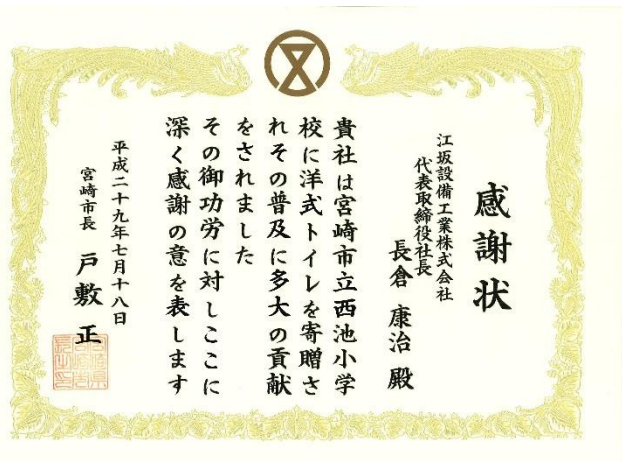 感謝状
江坂設備工業株式会社
代表取締役社長
長倉 康治 殿
貴社は宮崎市立西池小学
校に洋式トイレを寄贈さ
れその普及に多大の貢献
をされました
その御功労に対しここに
深く感謝の意を表します
平成二十九年七月十八日
宮崎市長 戸敷 正